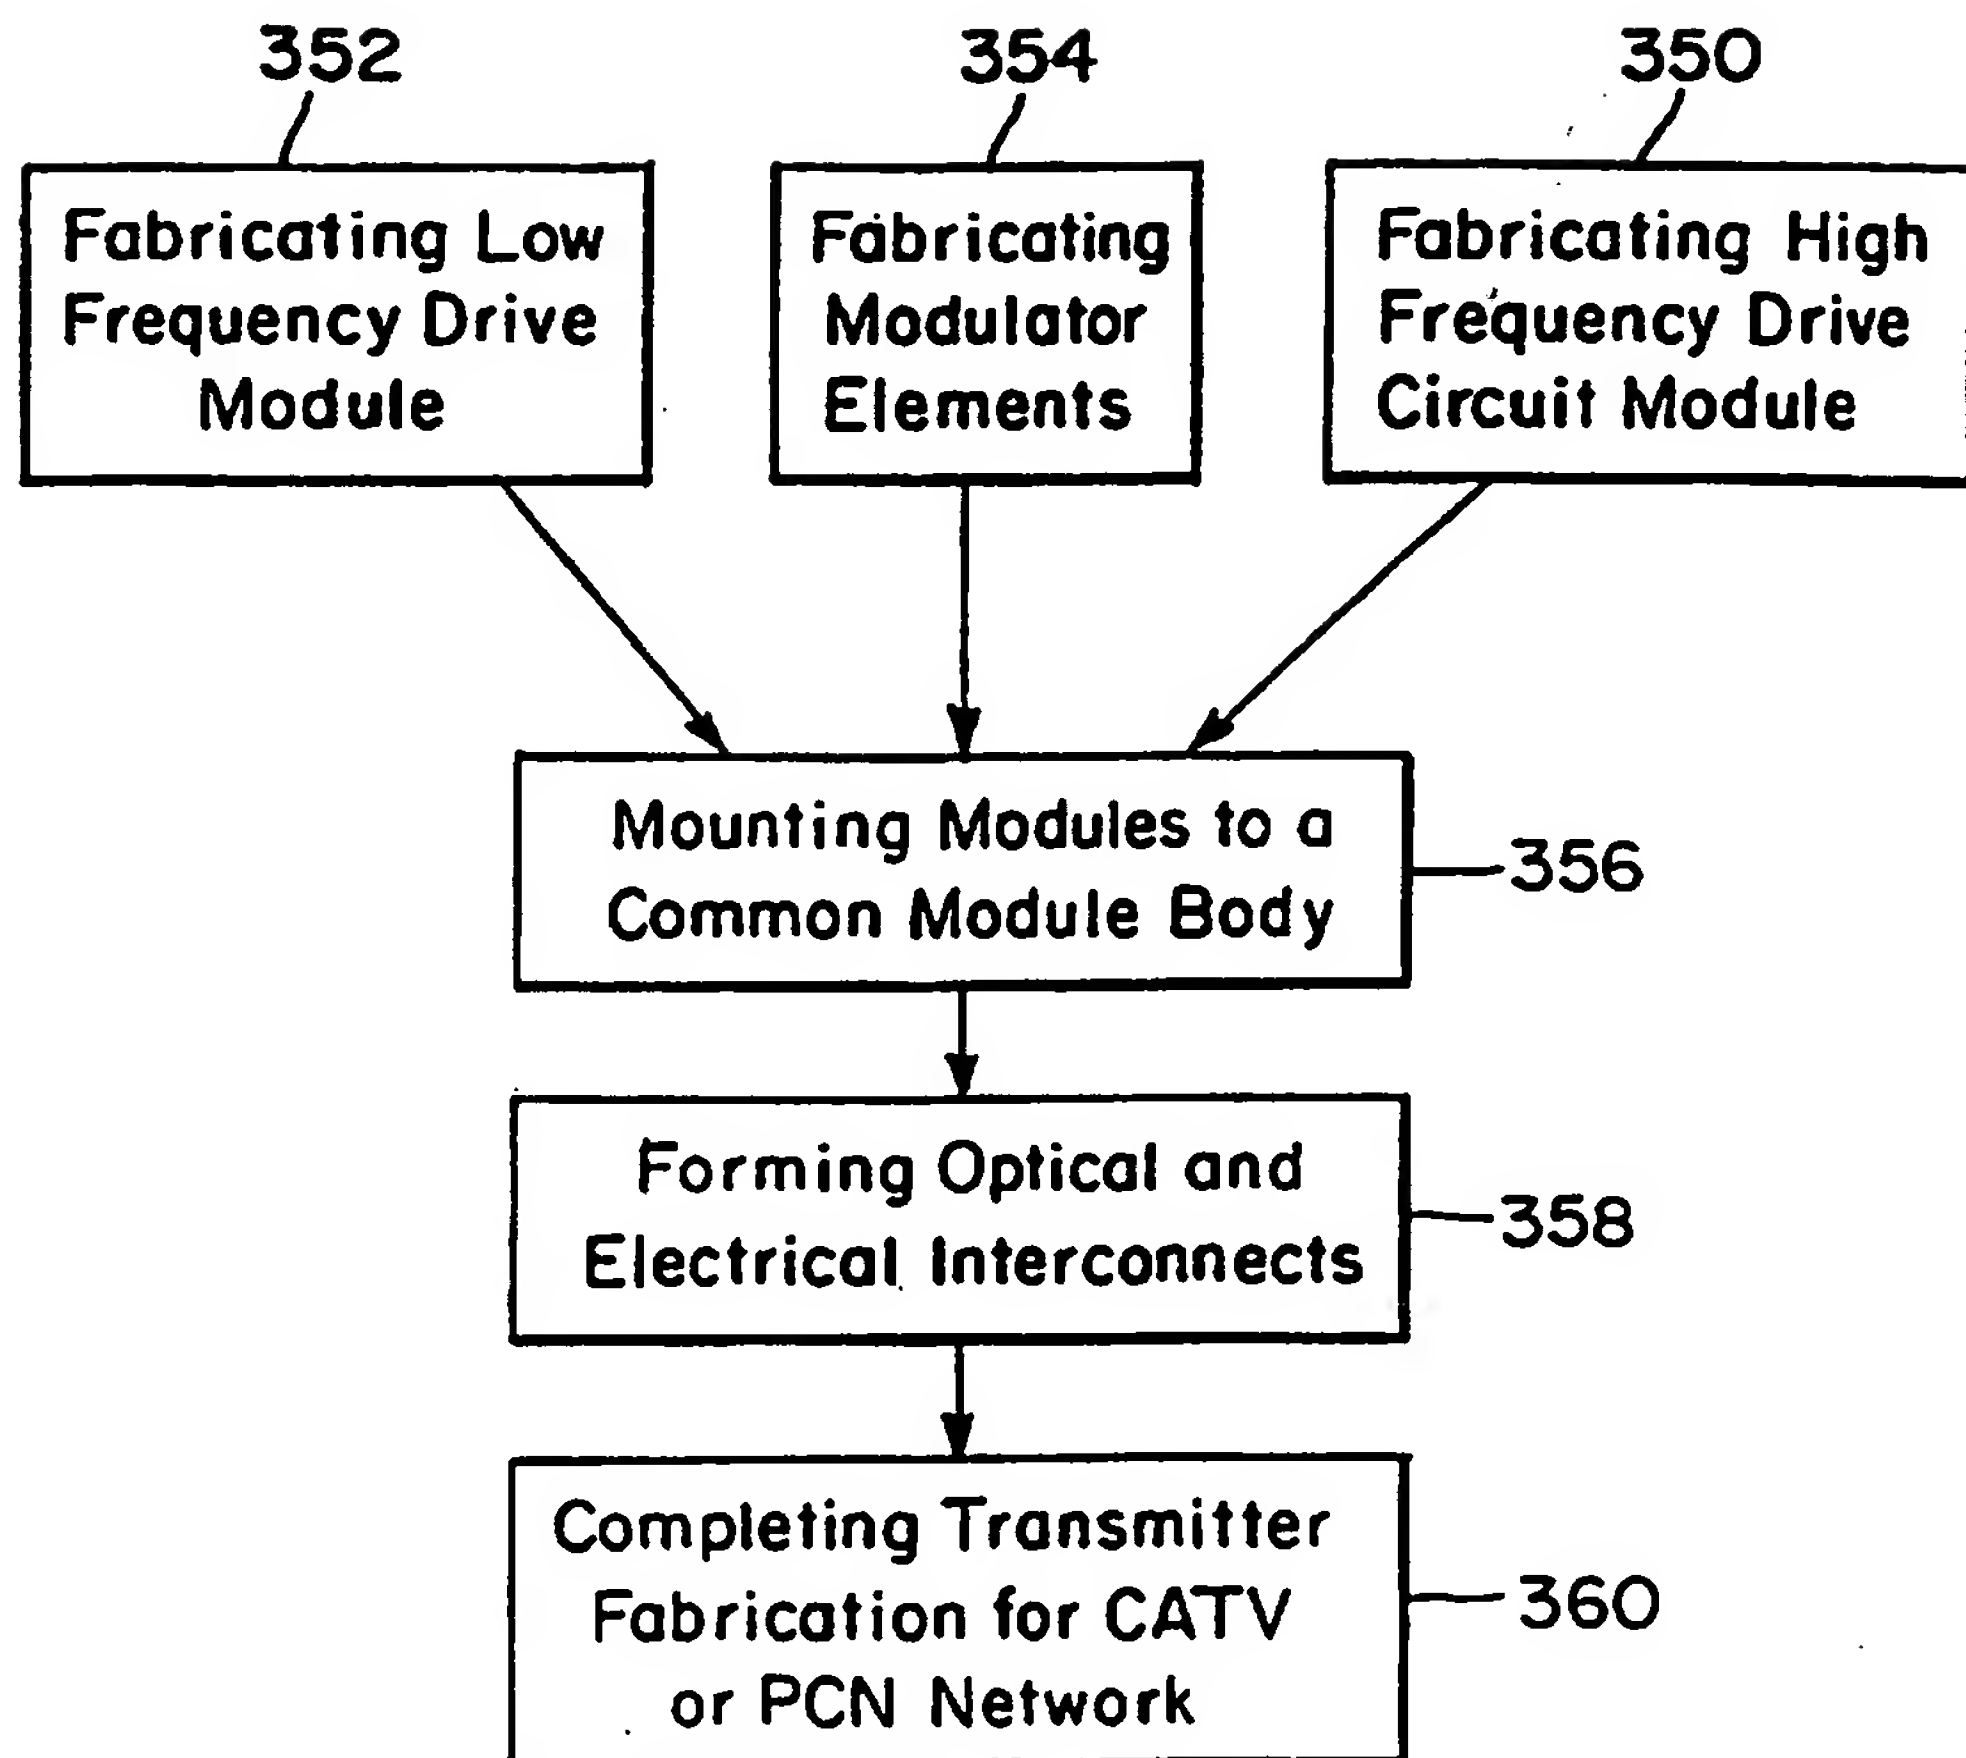 352
354
350
Fabricating Low
Frequency Drive
Module
Fabricating
Modulator
Elements
Fabricating High
Frequency Drive
Circuit Module
Mounting Modules to a
Common Module Body
356
Forming Optical and
Electrical Interconnects
358
Completing Transmitter
Fabrication for CATV
or PCN Network
360